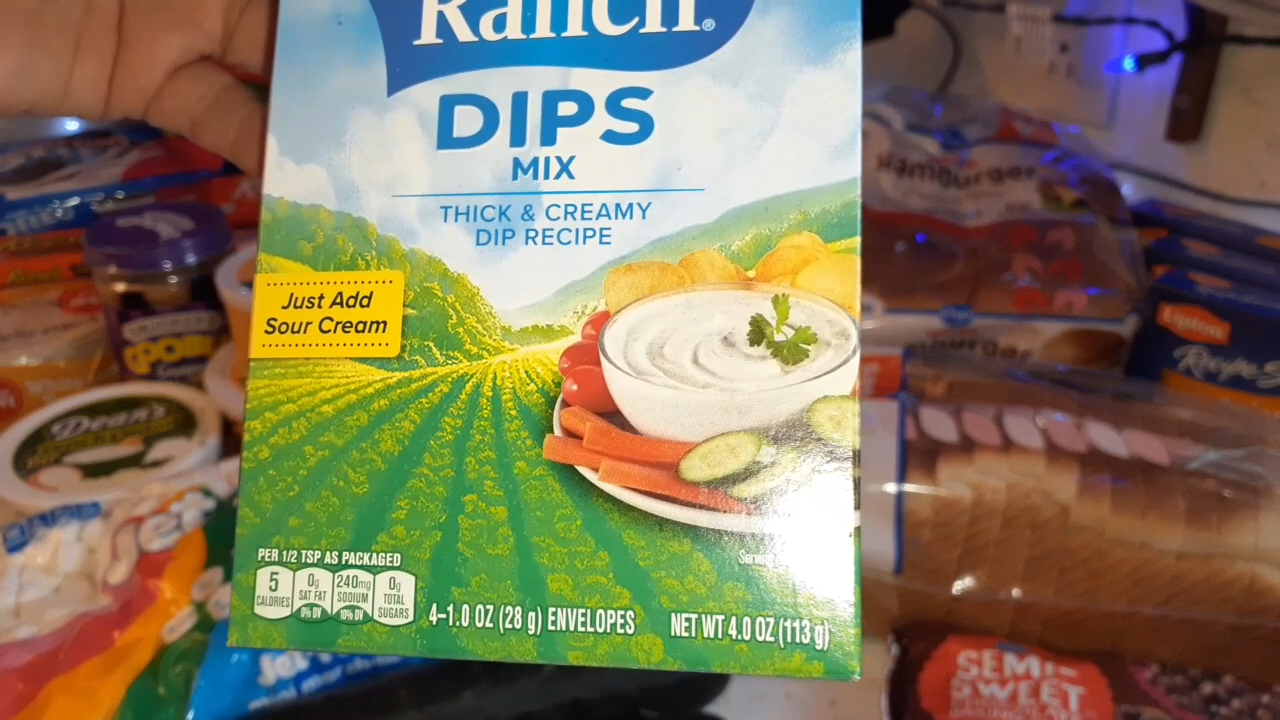 Ranch®
DIPS
MIX
THICK & CREAMY
DIP RECIPE
Just Add
Sour Cream
PER 1/2 TSP AS PACKAGED
5
CALORIES
0g
SAT FAT
0% DV
240mg
SODIUM
10% DV
0g
TOTAL
SUGARS
4–1.0 OZ (28 g) ENVELOPES
NET WT 4.0 OZ (113 g)
Dean's
Hamburger
Lipton
Recipe
SEMI-
SWEET